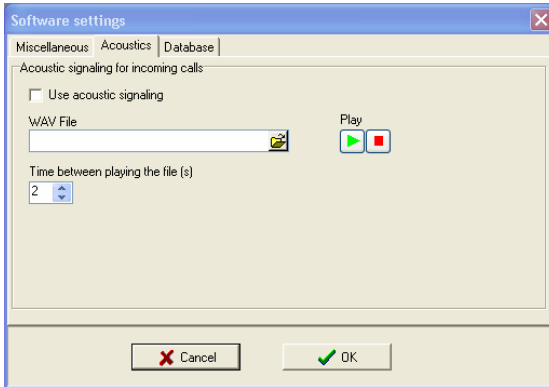 Software settings
Miscellaneous Acoustics Database
Acoustic signaling for incoming calls
Use acoustic signaling
WAV File Play
Time between playing the file (s)
2
Cancel OK